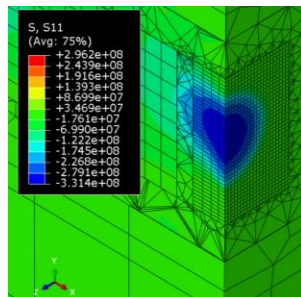 S, S11
(Avg: 75%)
+2.962e+08
+2.439e+08
+1.916e+08
+1.393e+08
+8.699e+07
+3.469e+07
-1.761e+07
-6.990e+07
-1.222e+08
-1.745e+08
-2.268e+08
-2.791e+08
-3.314e+08
Y
Z
X